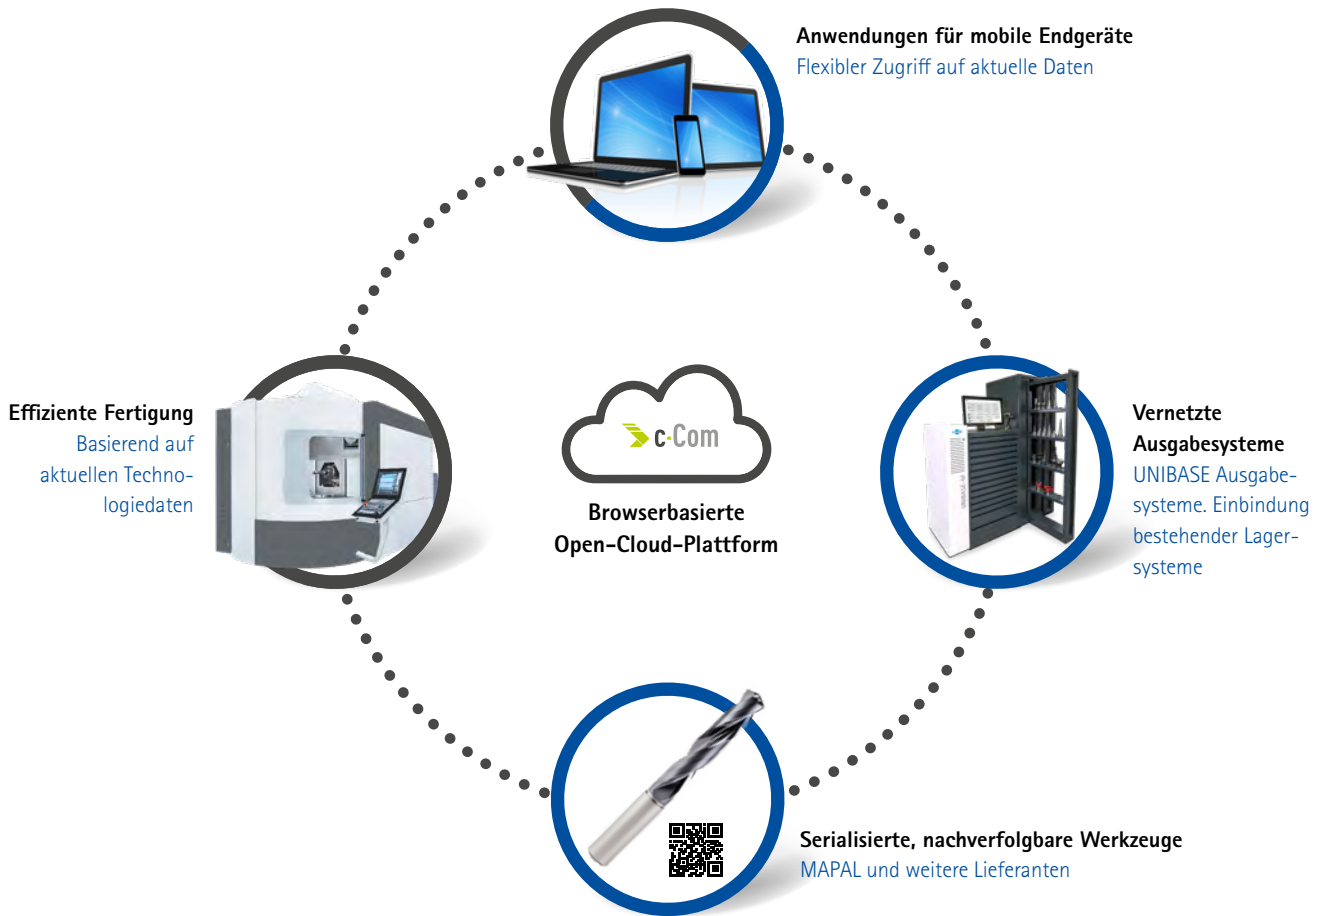 Anwendungen für mobile Endgeräte
Flexibler Zugriff auf aktuelle Daten
Effiziente Fertigung
Basierend auf
aktuellen Techno-
logiedaten
c-Com
Browserbasierte
Open-Cloud-Plattform
Vernetzte
Ausgabesysteme
UNIBASE Ausgabe-
systeme. Einbindung
bestehender Lager-
systeme
Serialisierte, nachverfolgbare Werkzeuge
MAPAL und weitere Lieferanten